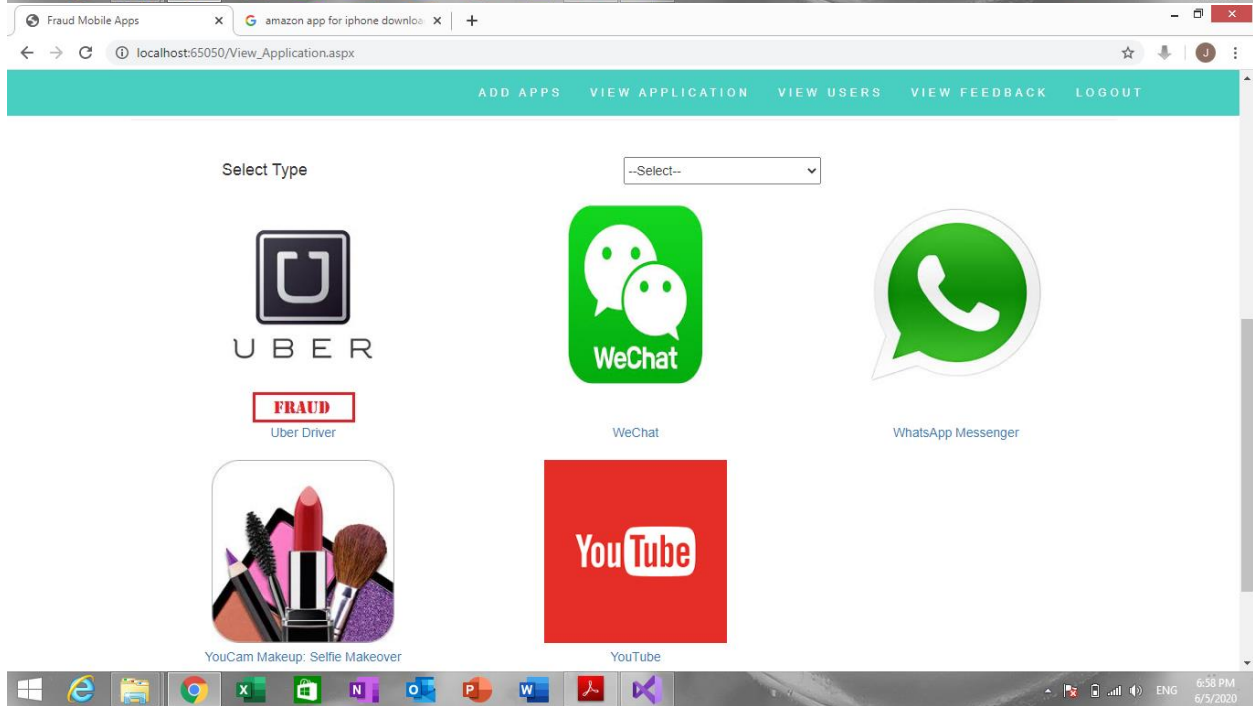 Fraud Mobile Apps
amazon app for iphone downloa
localhost:65050/View_Application.aspx
J
ADD APPS VIEW APPLICATION VIEW USERS VIEW FEEDBACK LOGOUT
Select Type
--Select--
U
UBER
WeChat
FRAUD
Uber Driver
WeChat
WhatsApp Messenger
YouTube
YouCam Makeup: Selfie Makeover
YouTube
ENG
6:58 PM
6/5/2020